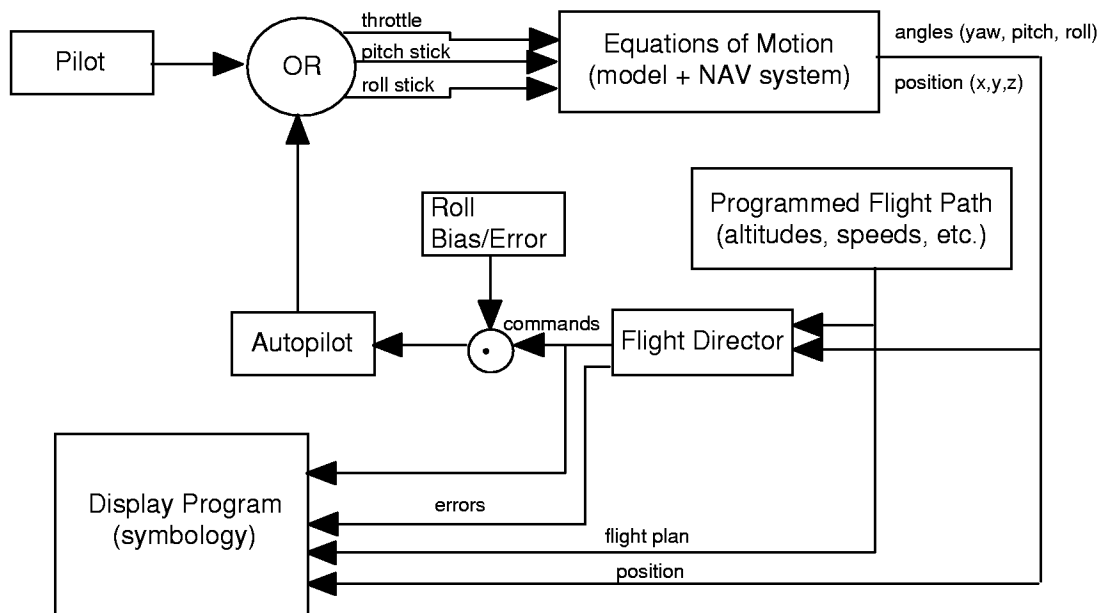 throttle
angles (yaw, pitch, roll)
Equations of Motion
(model + NAV system)
Pilot
OR
pitch stick
roll stick
position (x,y,z)
Roll
Bias/Error
Programmed Flight Path
(altitudes, speeds, etc.)
commands
Autopilot
Flight Director
Display Program
(symbology)
errors
flight plan
position